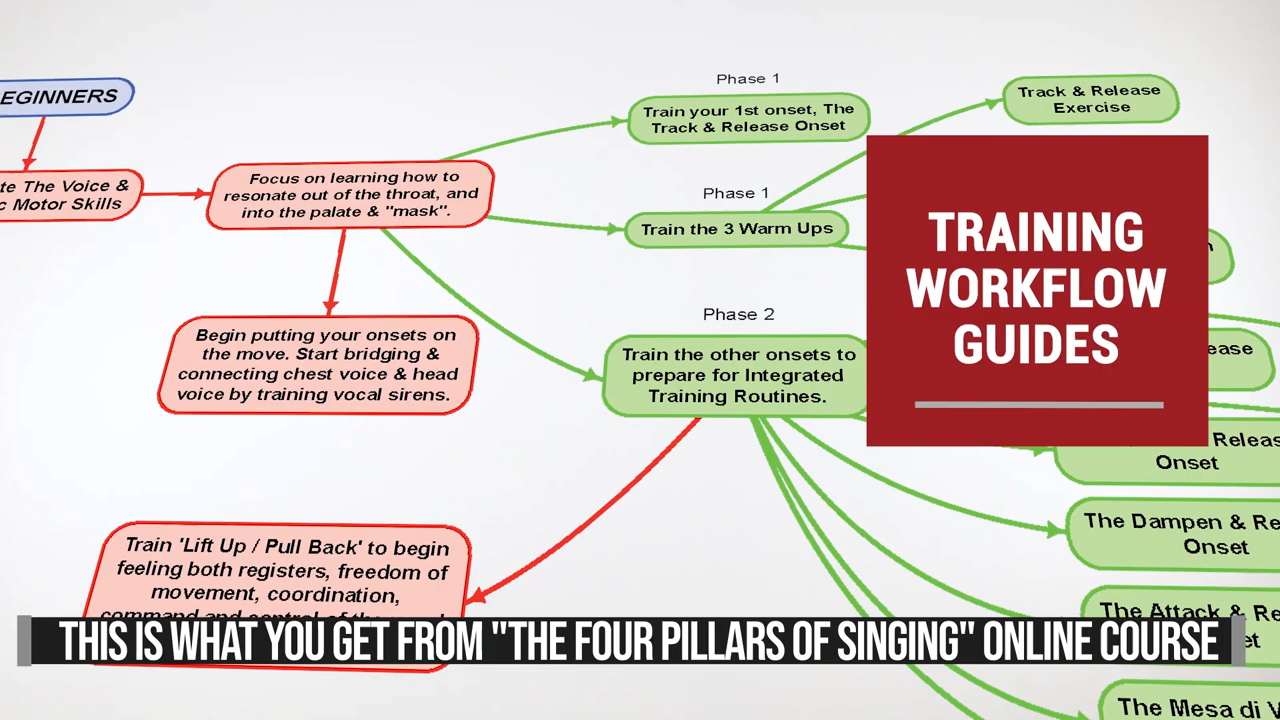 EGINNERS
te The Voice &
c Motor Skills
Focus on learning how to
resonate out of the throat, and
into the palate & "mask".
Begin putting your onsets on
the move. Start bridging &
connecting chest voice & head
voice by training vocal sirens.
Train 'Lift Up / Pull Back' to begin
feeling both registers, freedom of
movement, coordination,
Phase 1
Train your 1st onset, The
Track & Release Onset
Phase 1
Train the 3 Warm Ups
Phase 2
Train the other onsets to
prepare for Integrated
Training Routines.
Track & Release
Exercise
TRAINING
WORKFLOW
GUIDES
ease
Releas
Onset
The Dampen & Re
Onset
The Attack & Re
et
The Mesa di V
THIS IS WHAT YOU GET FROM "THE FOUR PILLARS OF SINGING" ONLINE COURSE